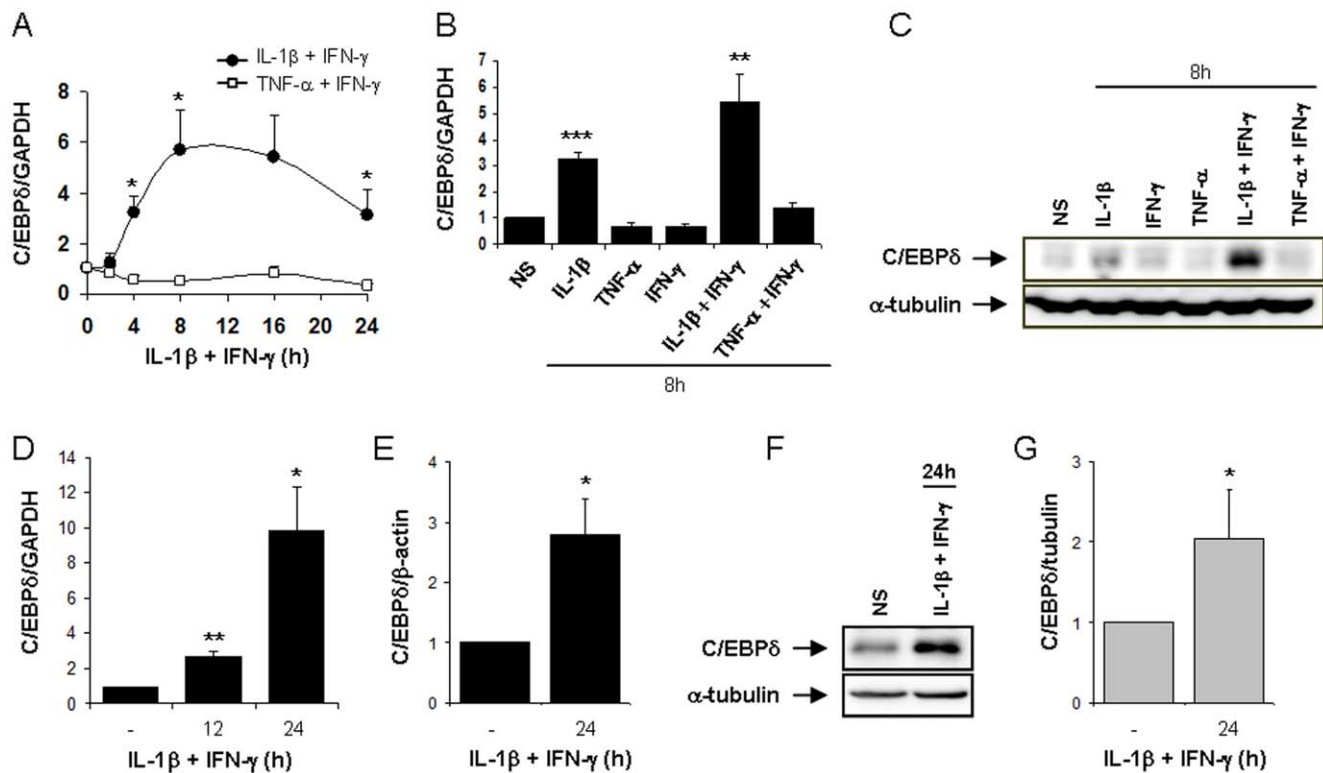 A
IL-1β + IFN-γ
TNF-α + IFN-γ
C/EBPδ/GAPDH
8
6
4
2
0
*
*
*
0 4 8 12 16 20 24
IL-1β + IFN-γ (h)
B
C/EBPδ/GAPDH
7
6
5
4
3
2
1
0
***
**
NS
IL-1β
TNF-α
IFN-γ
IL-1β + IFN-γ
TNF-α + IFN-γ
8h
C
8h
NS
IL-1β
IFN-γ
TNF-α
IL-1β + IFN-γ
TNF-α + IFN-γ
C/EBPδ
α-tubulin
D
C/EBPδ/GAPDH
14
12
10
8
6
4
2
0
**
*
- 12 24
IL-1β + IFN-γ (h)
E
C/EBPδ/β-actin
4
3
2
1
0
*
- 24
IL-1β + IFN-γ (h)
F
24h
NS
IL-1β + IFN-γ
C/EBPδ
α-tubulin
G
C/EBPδ/tubulin
3
2
1
0
*
- 24
IL-1β + IFN-γ (h)